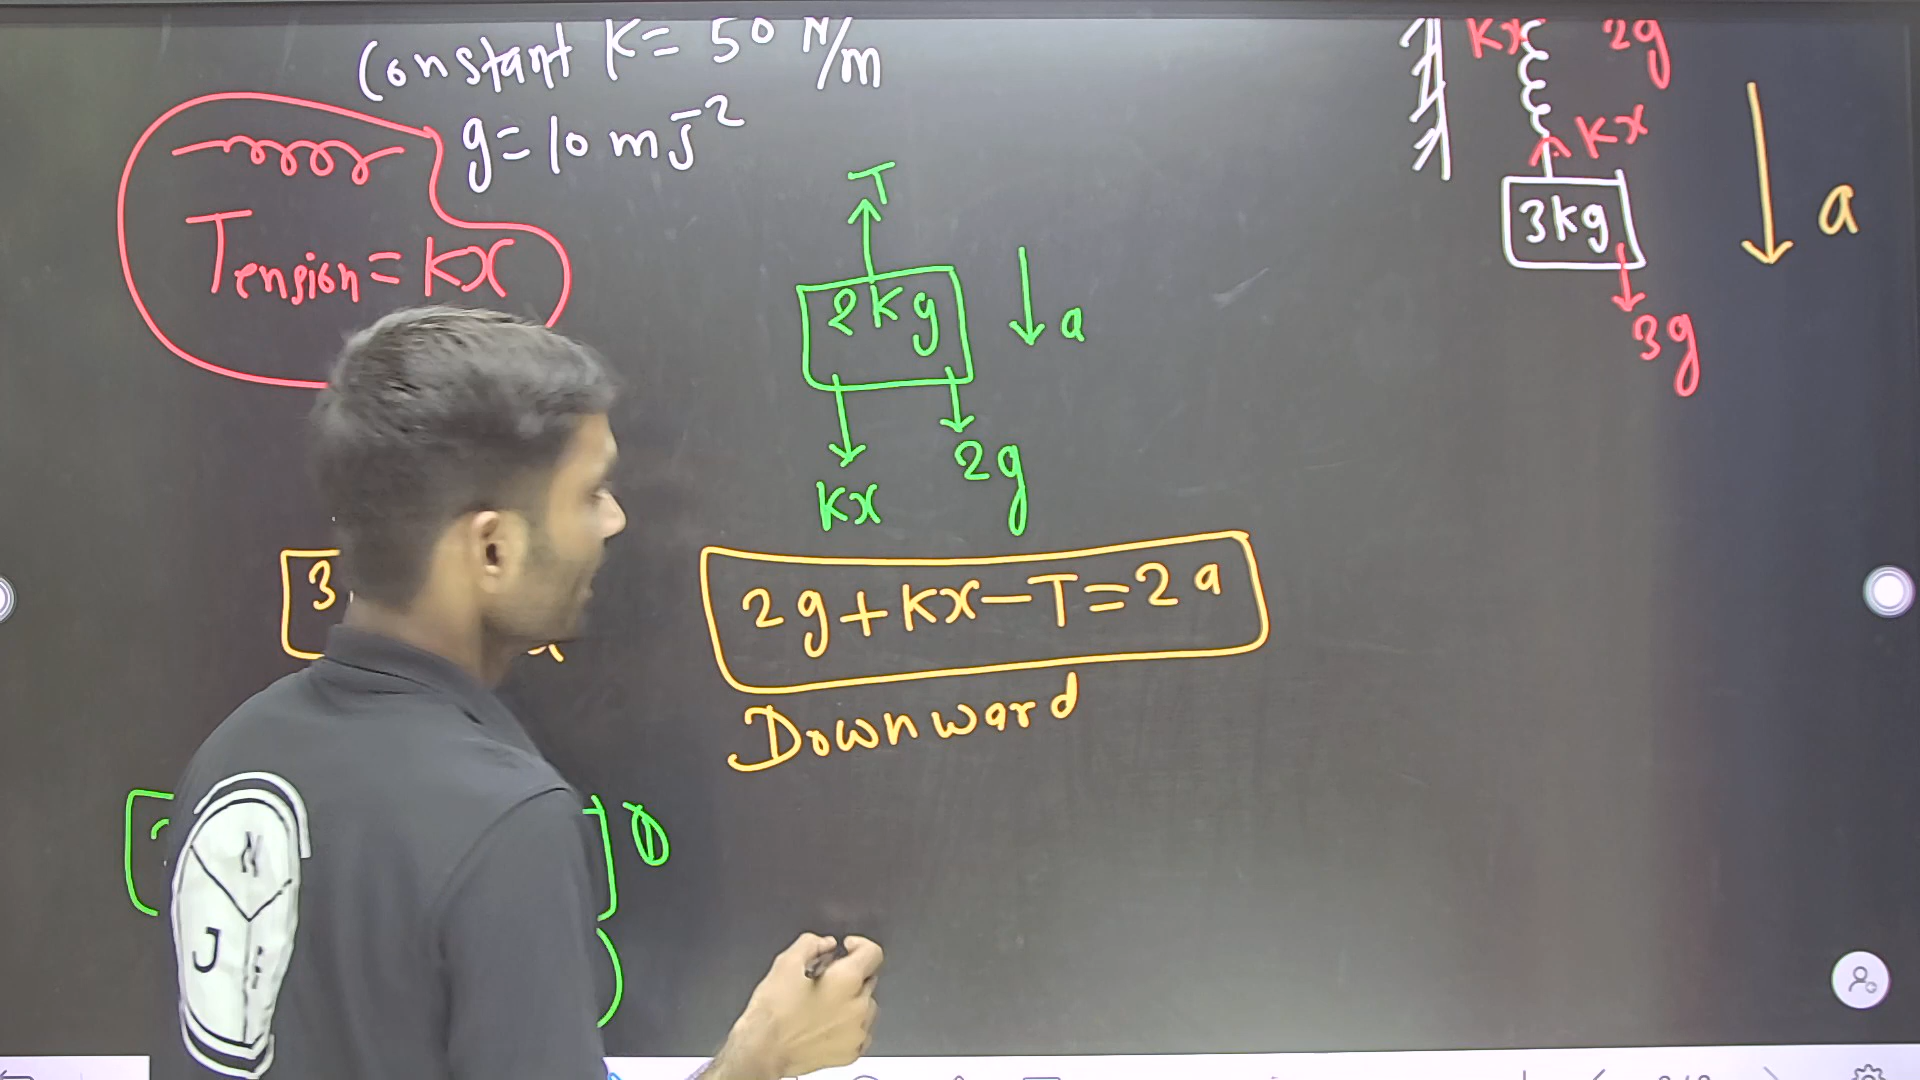 Constant K = 50 N/m
g = 10 ms⁻²
Tension = Kx
T
2Kg
a
Kx
2g
2g + Kx - T = 2a
Downward
3
Kx
2g
Kx
3Kg
3g
a
N
J